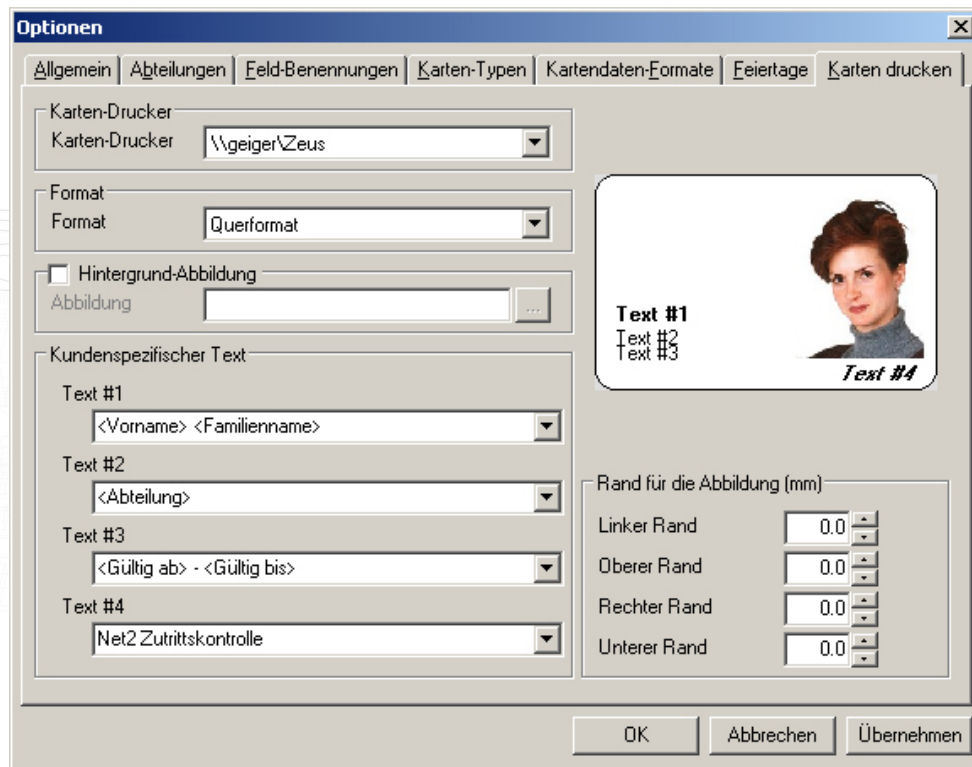 Optionen
Allgemein Abteilungen Feld-Benennungen Karten-Typen Kartendaten-Formate Feiertage Karten drucken
Karten-Drucker
Karten-Drucker \\geiger\Zeus
Format
Format Querformat
Hintergrund-Abbildung
Abbildung ...
Kundenspezifischer Text
Text #1
<Vorname> <Familienname>
Text #2
<Abteilung>
Text #3
<Gültig ab> - <Gültig bis>
Text #4
Net2 Zutrittskontrolle
Text #1
Text #2
Text #3
Text #4
Rand für die Abbildung (mm)
Linker Rand 0.0
Oberer Rand 0.0
Rechter Rand 0.0
Unterer Rand 0.0
OK Abbrechen Übernehmen